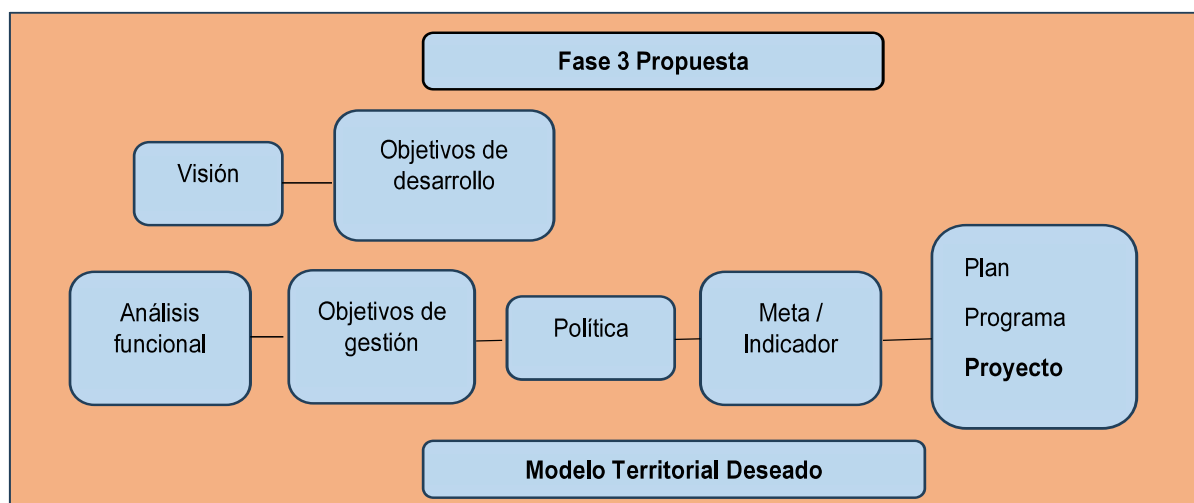 Fase 3 Propuesta
Visión
Objetivos de
desarrollo
Análisis
funcional
Objetivos de
gestión
Política
Meta /
Indicador
Plan
Programa
Proyecto
Modelo Territorial Deseado